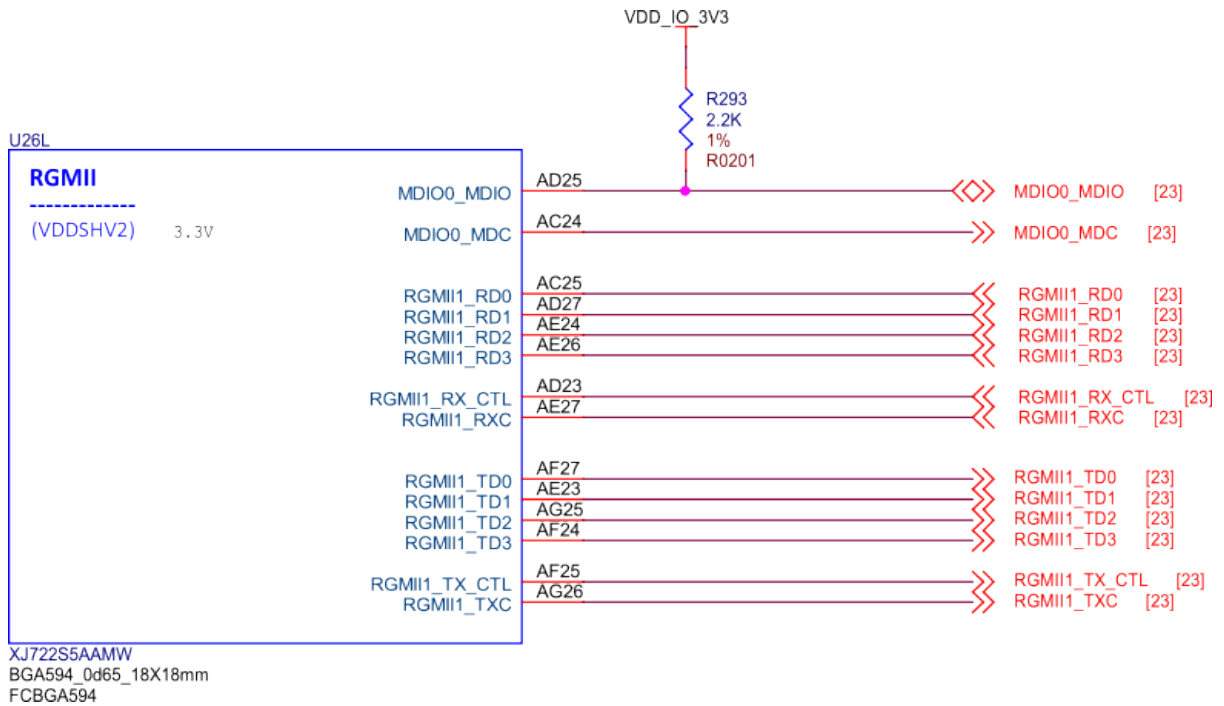 VDD_IO_3V3
R293
2.2K
1%
R0201
U26L
RGMII
-------------
(VDDSHV2) 3.3V
MDIO0_MDIO AD25 MDIO0_MDIO [23]
MDIO0_MDC AC24 MDIO0_MDC [23]
RGMII1_RD0 AC25 RGMII1_RD0 [23]
RGMII1_RD1 AD27 RGMII1_RD1 [23]
RGMII1_RD2 AE24 RGMII1_RD2 [23]
RGMII1_RD3 AE26 RGMII1_RD3 [23]
RGMII1_RX_CTL AD23 RGMII1_RX_CTL [23]
RGMII1_RXC AE27 RGMII1_RXC [23]
RGMII1_TD0 AF27 RGMII1_TD0 [23]
RGMII1_TD1 AE23 RGMII1_TD1 [23]
RGMII1_TD2 AG25 RGMII1_TD2 [23]
RGMII1_TD3 AF24 RGMII1_TD3 [23]
RGMII1_TX_CTL AF25 RGMII1_TX_CTL [23]
RGMII1_TXC AG26 RGMII1_TXC [23]
XJ722S5AAMW
BGA594_0d65_18X18mm
FCBGA594